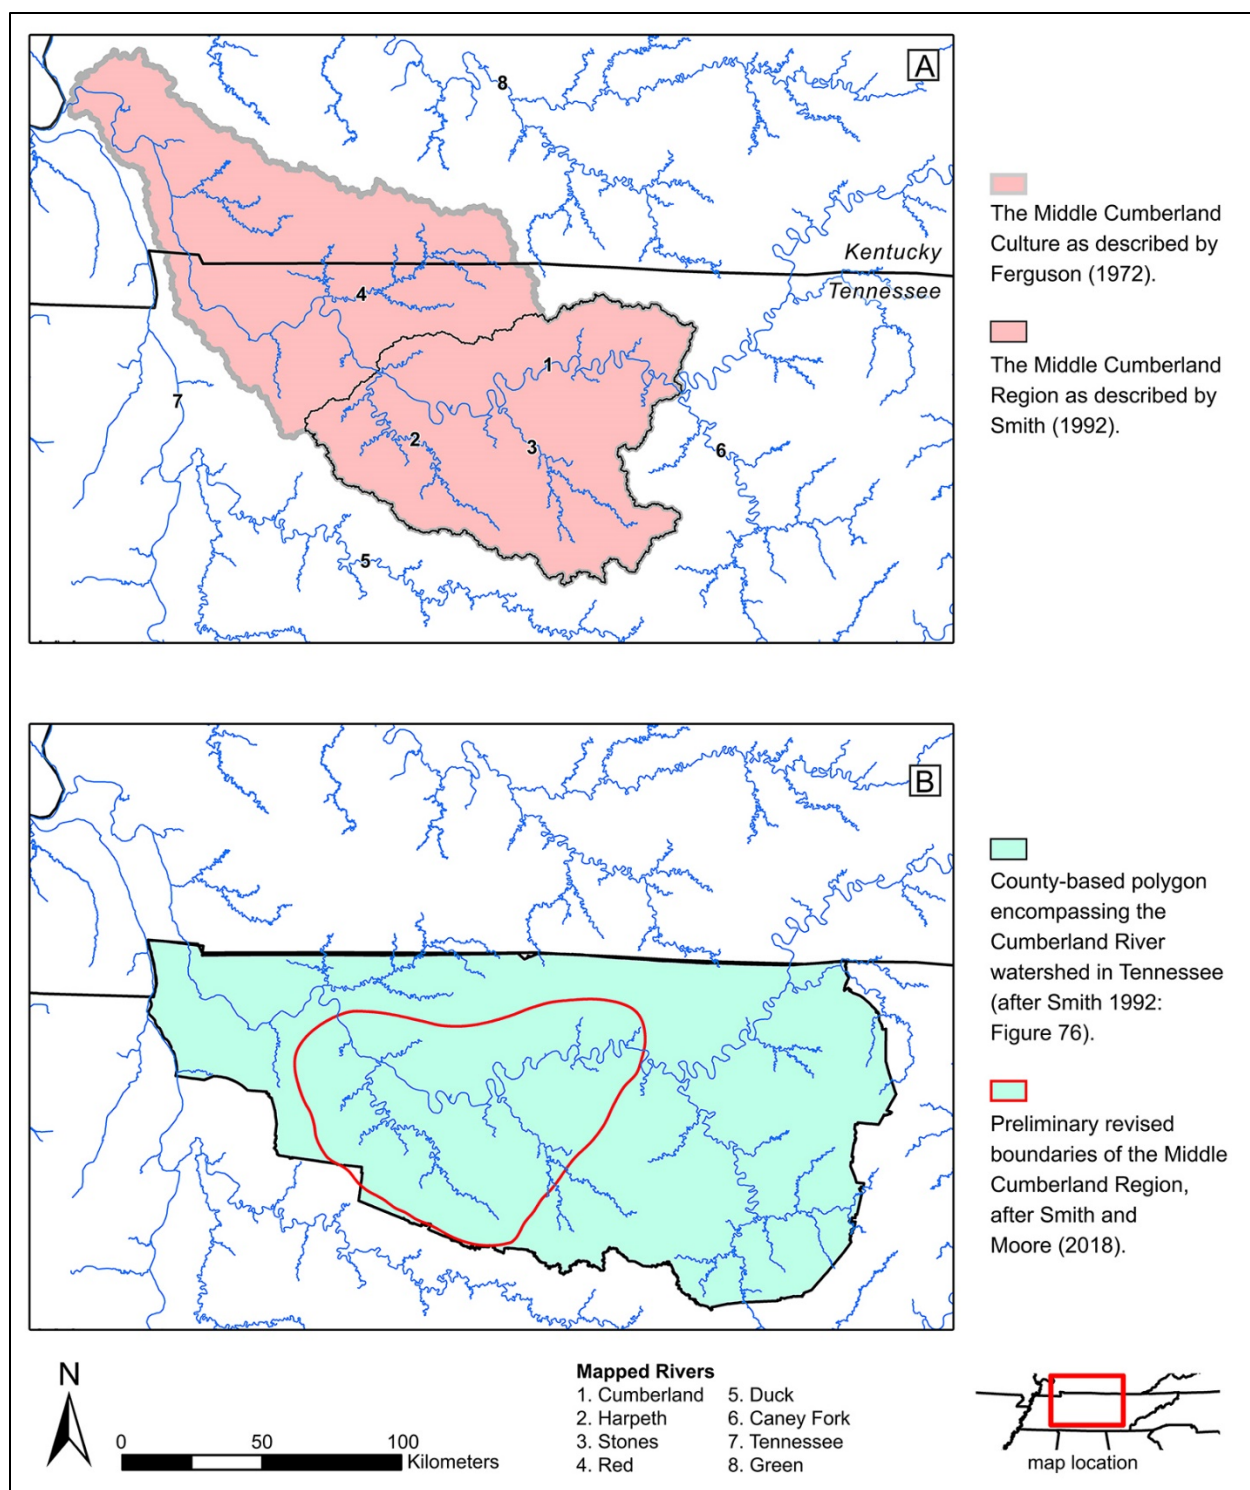 A
8
Kentucky
Tennessee
4
1
7
2
3
6
5
The Middle Cumberland
Culture as described by
Ferguson (1972).
The Middle Cumberland
Region as described by
Smith (1992).
B
County-based polygon
encompassing the
Cumberland River
watershed in Tennessee
(after Smith 1992:
Figure 76).
Preliminary revised
boundaries of the Middle
Cumberland Region,
after Smith and
Moore (2018).
N
0 50 100
Kilometers
Mapped Rivers
1. Cumberland
2. Harpeth
3. Stones
4. Red
5. Duck
6. Caney Fork
7. Tennessee
8. Green
map location